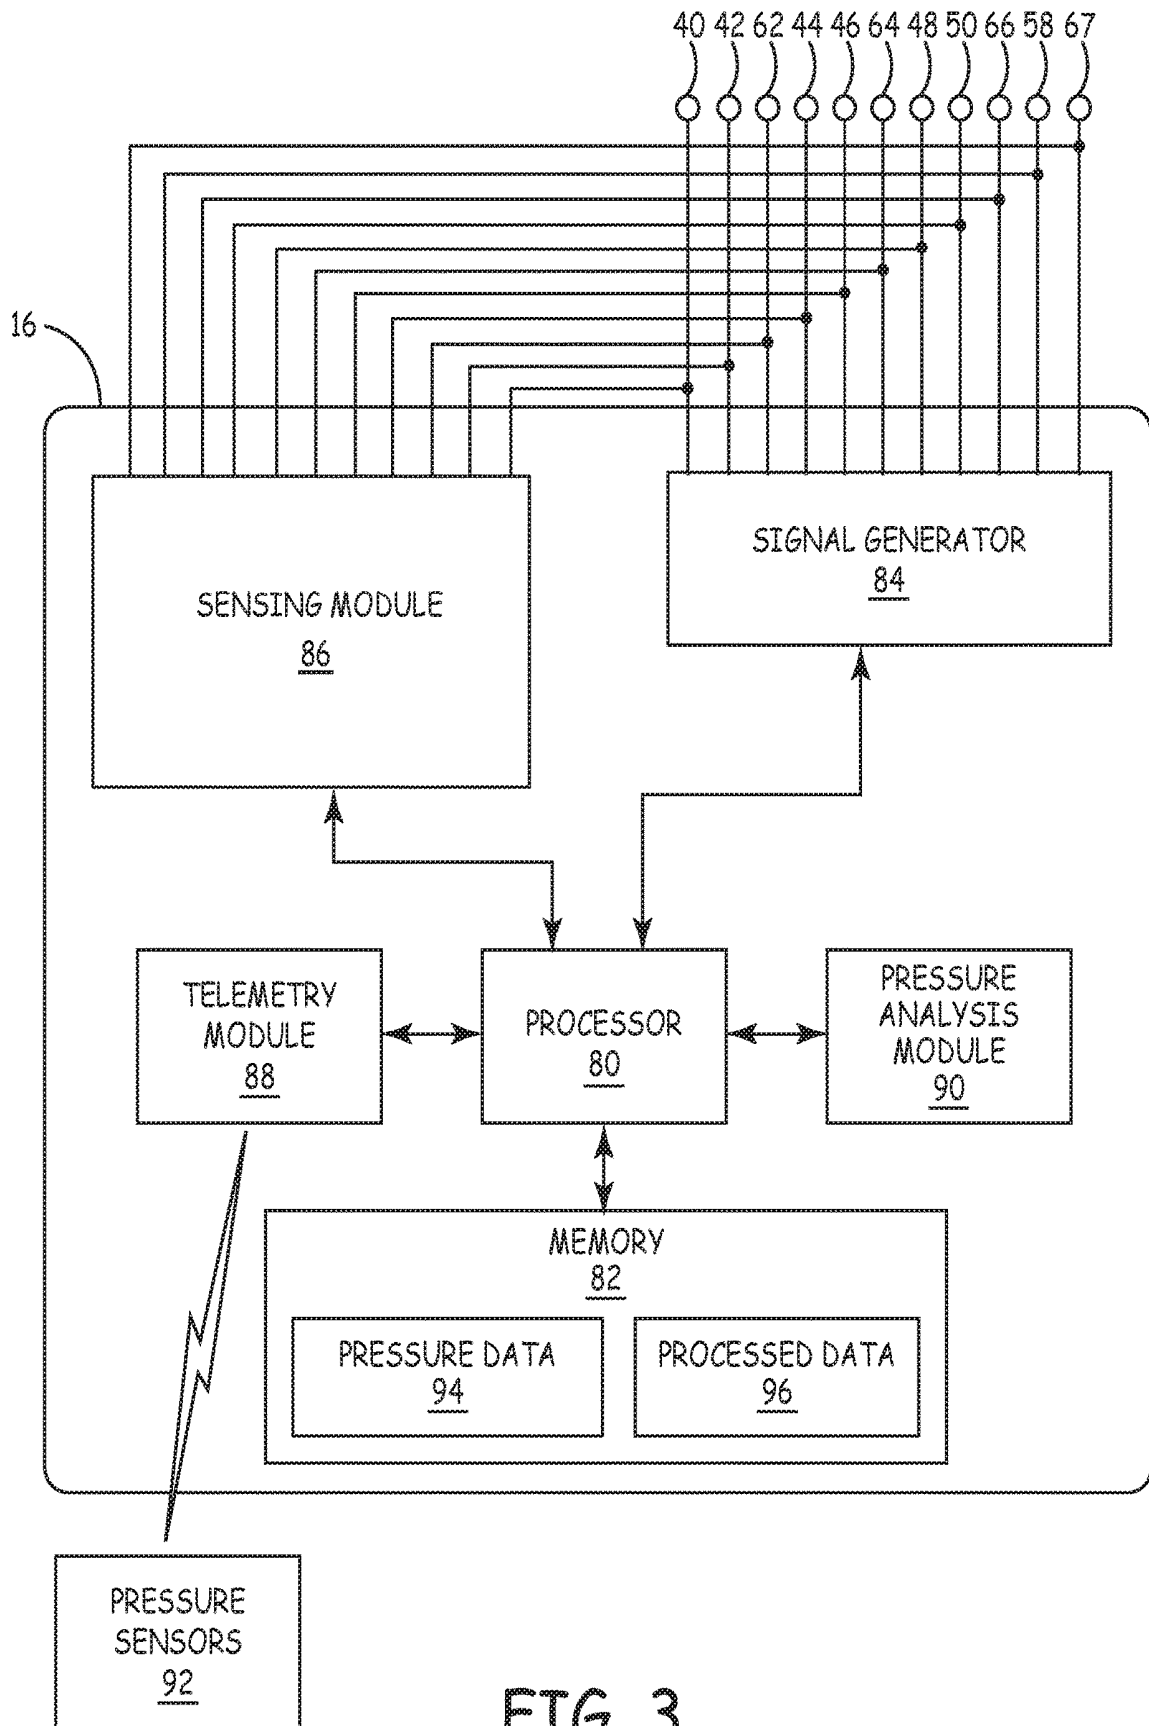 40 42 62 44 46 64 48 50 66 58 67
16
SIGNAL GENERATOR
84
SENSING MODULE
86
TELEMETRY
MODULE
88
PROCESSOR
80
PRESSURE
ANALYSIS
MODULE
90
MEMORY
82
PRESSURE DATA
94
PROCESSED DATA
96
PRESSURE
SENSORS
92
FIG. 3